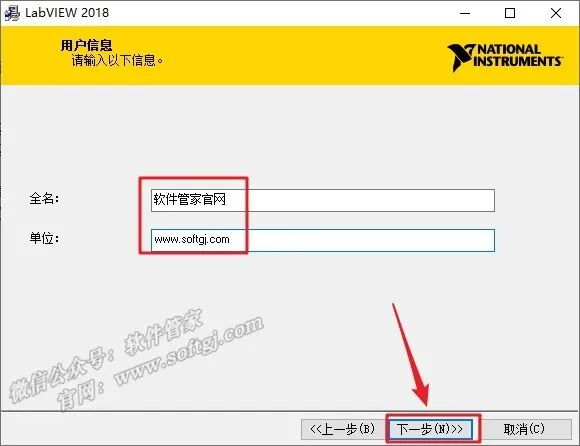 LabVIEW 2018
用户信息
请输入以下信息。
NATIONAL
INSTRUMENTS
全名：
软件管家官网
单位：
www.softgj.com
微信公众号：软件管家
官网：www.softgj.com
<<上一步(B)
下一步(N)>>
取消(C)